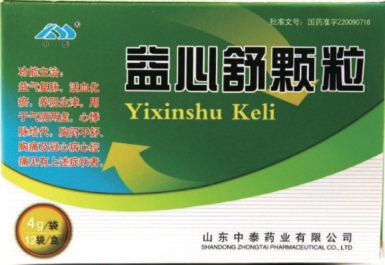 中泰
批准文号：国药准字Z20090718
益心舒颗粒
Yixinshu Keli
功能主治：
益气复脉，活血化
瘀，养阴生津。用
于气阴两虚，心悸
脉结代，胸闷不舒、
胸痛及冠心病心绞
痛见有上述症状者。
4g/袋
12袋/盒
山东中泰药业有限公司
SHANDONG ZHONGTAI PHARMACEUTICAL CO., LTD